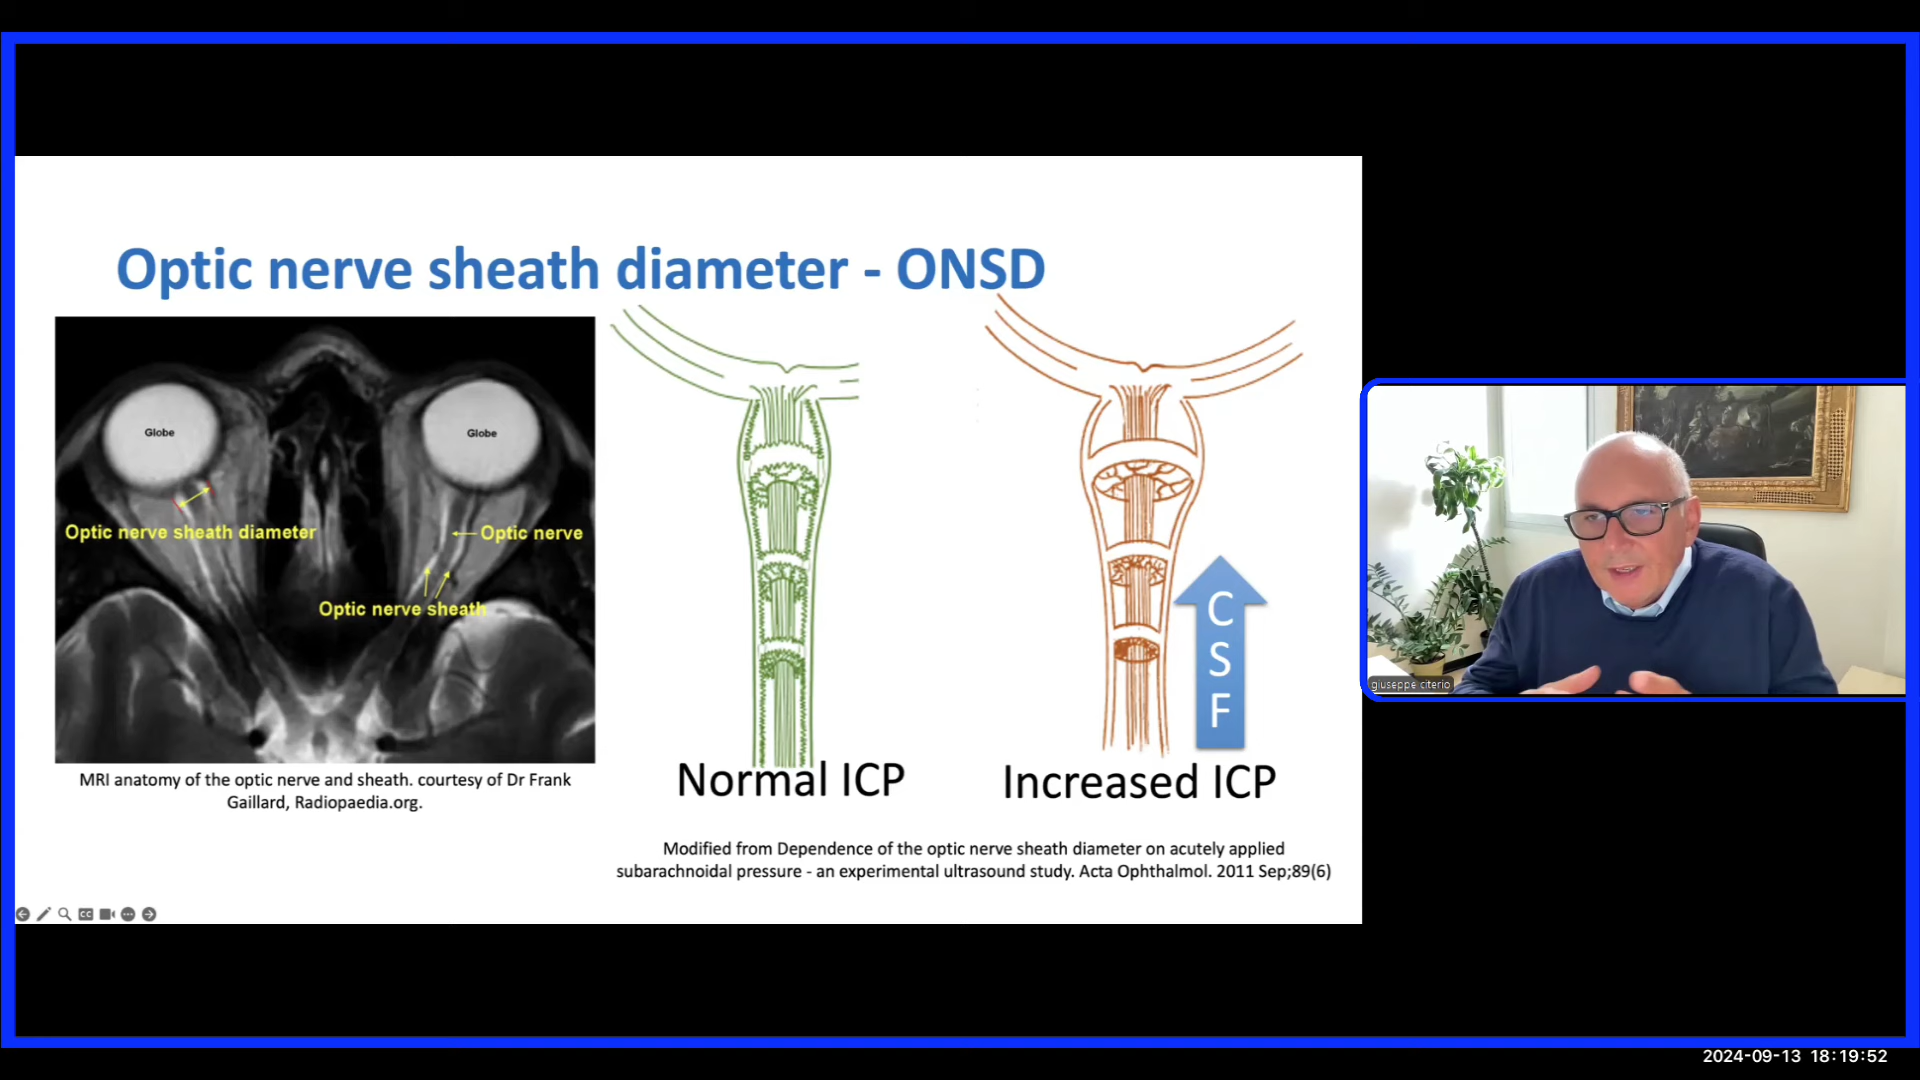 Optic nerve sheath diameter - ONSD
Globe
Globe
Optic nerve sheath diameter
Optic nerve
Optic nerve sheath
MRI anatomy of the optic nerve and sheath. courtesy of Dr Frank
Gaillard, Radiopaedia.org.
C
S
F
Normal ICP
Increased ICP
Modified from Dependence of the optic nerve sheath diameter on acutely applied
subarachnoidal pressure - an experimental ultrasound study. Acta Ophthalmol. 2011 Sep;89(6)
CC
giuseppe citerio
2024-09-13 18:19:52